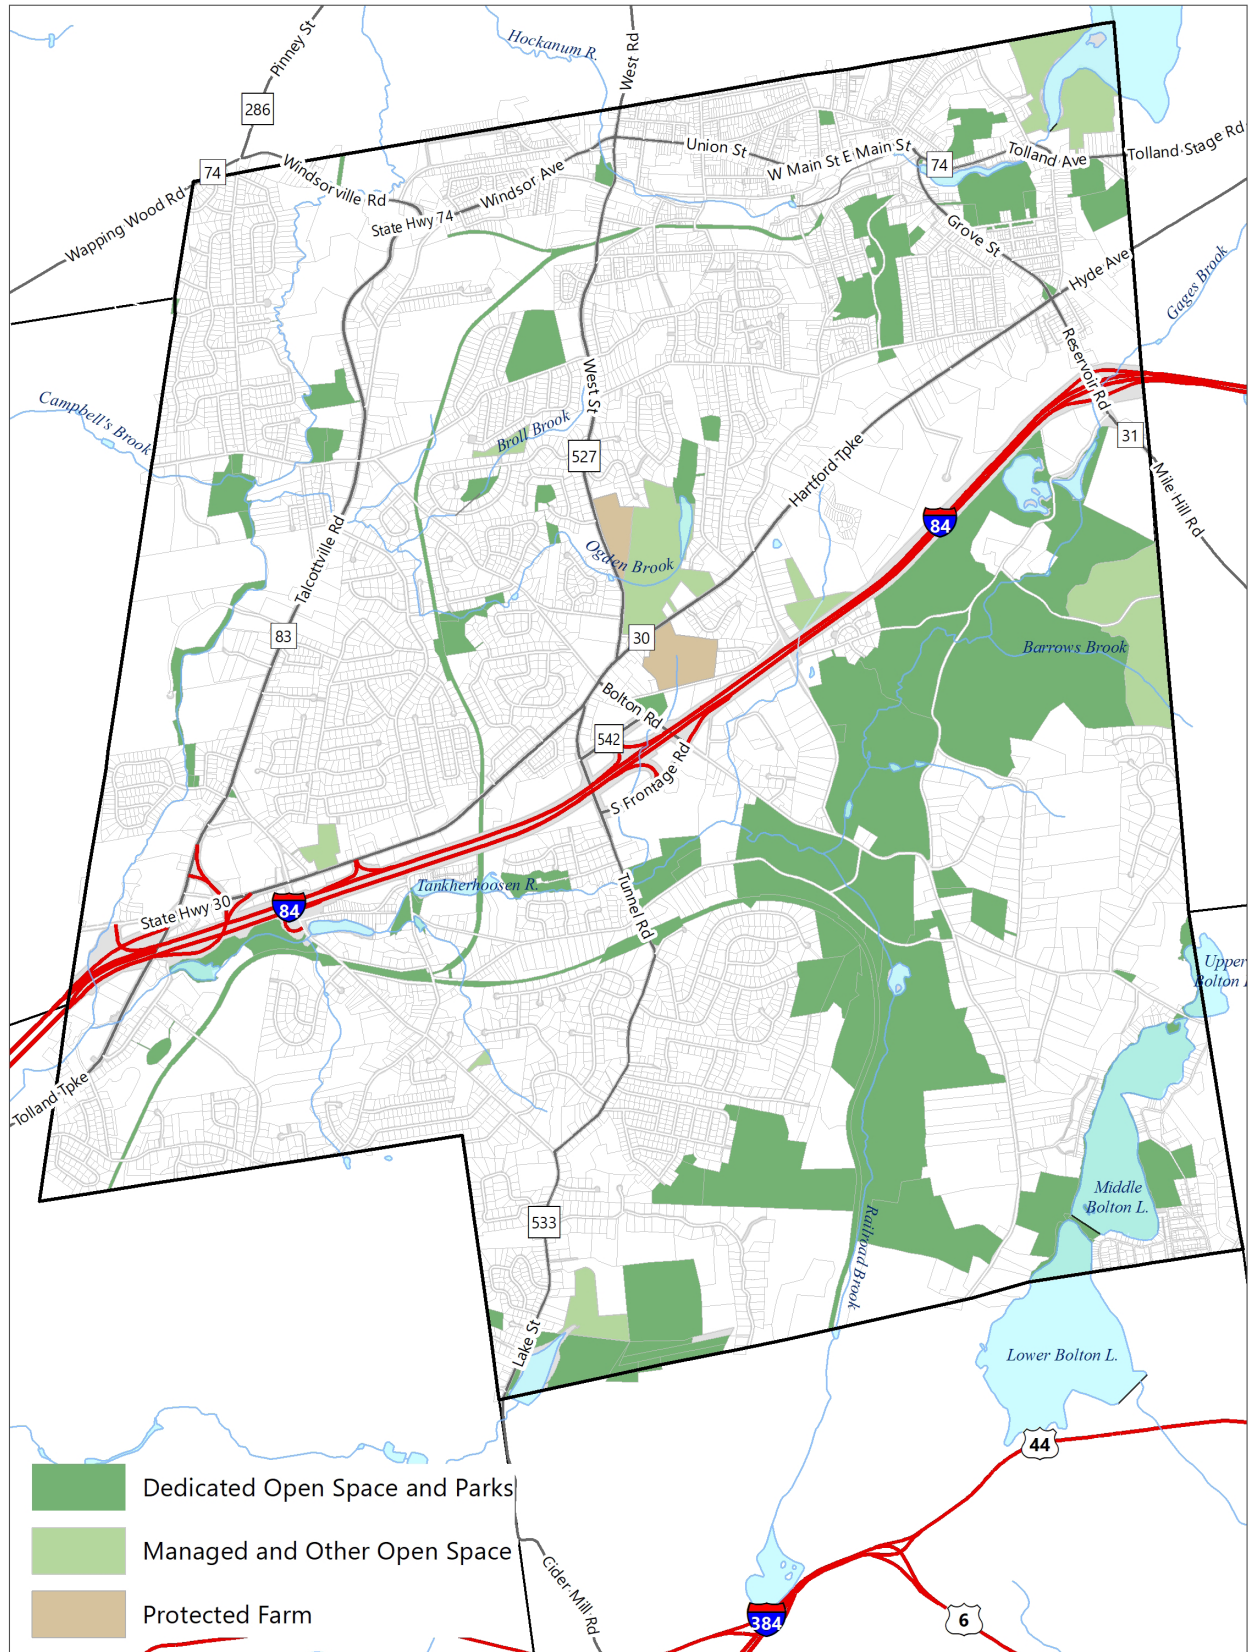 Pinney St
Hockanum R.
West Rd
286
Union St
W Main St
E Main St
74
Tolland Ave
Tolland Stage Rd
74
Windsorville Rd
Windsor Ave
State Hwy 74
Wapping Wood Rd
Grove St
Hyde Ave
Gages Brook
Reservoir Rd
West St
Campbell's Brook
Broll Brook
527
31
Hartford Tpke
Mile Hill Rd
84
Talcottville Rd
Ogden Brook
83
30
Barrows Brook
Bolton Rd
542
S Frontage Rd
Tankherhoosen R.
Tunnel Rd
State Hwy 30
84
Upper
Bolton L
Tolland Tpke
Middle
Bolton L.
533
Railroad Brook
Lake St
Lower Bolton L.
44
Dedicated Open Space and Parks
Managed and Other Open Space
Protected Farm
Cider Mill Rd
384
6